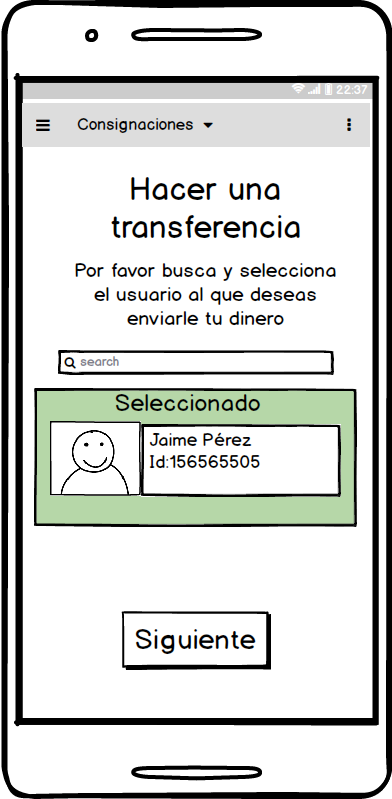 22:37
Consignaciones
Hacer una
transferencia
Por favor busca y selecciona
el usuario al que deseas
enviarle tu dinero
search
Seleccionado
Jaime Pérez
Id:156565505
Siguiente